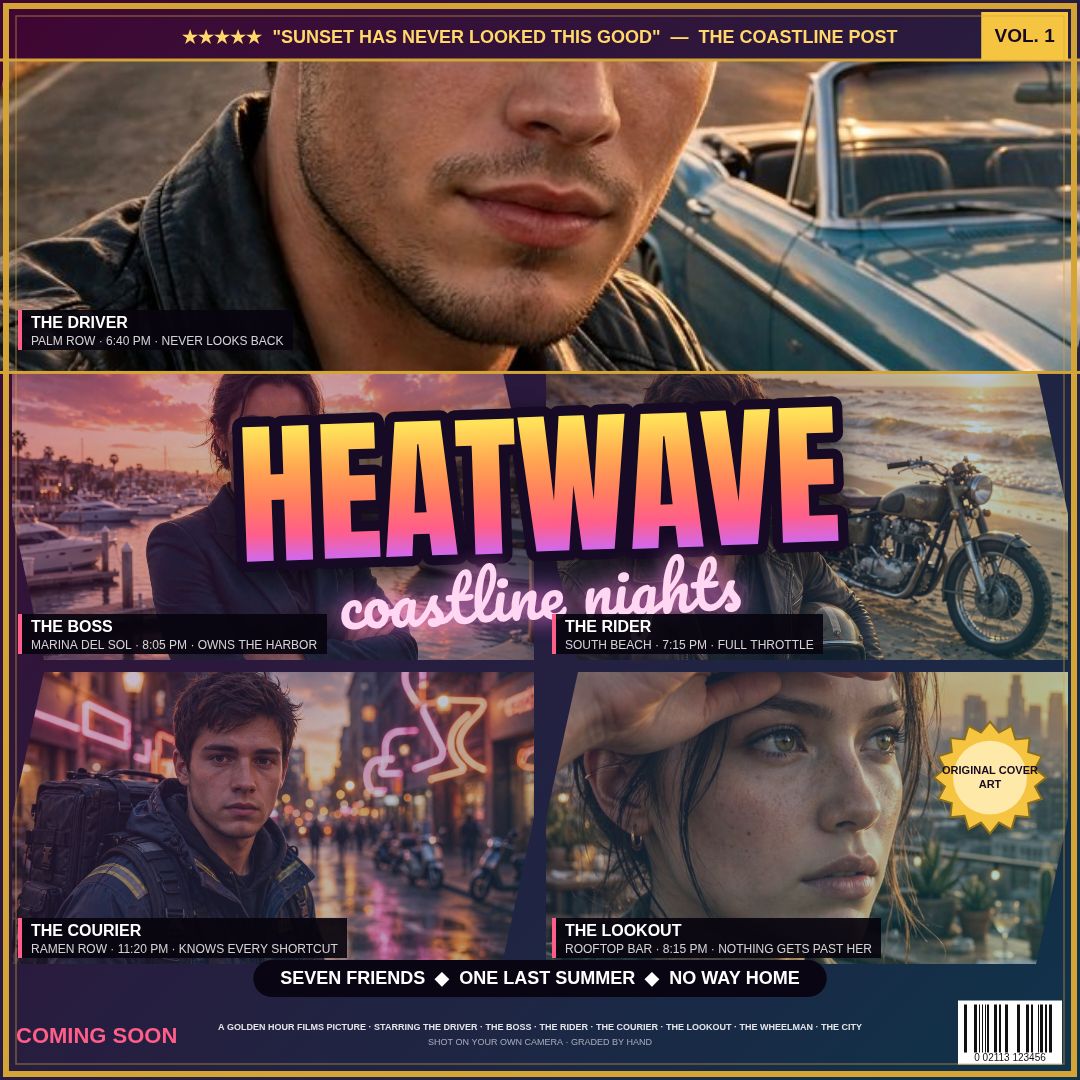 ★★★★★ "SUNSET HAS NEVER LOOKED THIS GOOD" — THE COASTLINE POST
VOL. 1
THE DRIVER
PALM ROW · 6:40 PM · NEVER LOOKS BACK
HEATWAVE
coastline nights
THE BOSS
MARINA DEL SOL · 8:05 PM · OWNS THE HARBOR
THE RIDER
SOUTH BEACH · 7:15 PM · FULL THROTTLE
ORIGINAL COVER
ART
THE COURIER
RAMEN ROW · 11:20 PM · KNOWS EVERY SHORTCUT
THE LOOKOUT
ROOFTOP BAR · 8:15 PM · NOTHING GETS PAST HER
SEVEN FRIENDS ◆ ONE LAST SUMMER ◆ NO WAY HOME
COMING SOON
A GOLDEN HOUR FILMS PICTURE · STARRING THE DRIVER · THE BOSS · THE RIDER · THE COURIER · THE LOOKOUT · THE WHEELMAN · THE CITY
SHOT ON YOUR OWN CAMERA · GRADED BY HAND
0 02113 123456